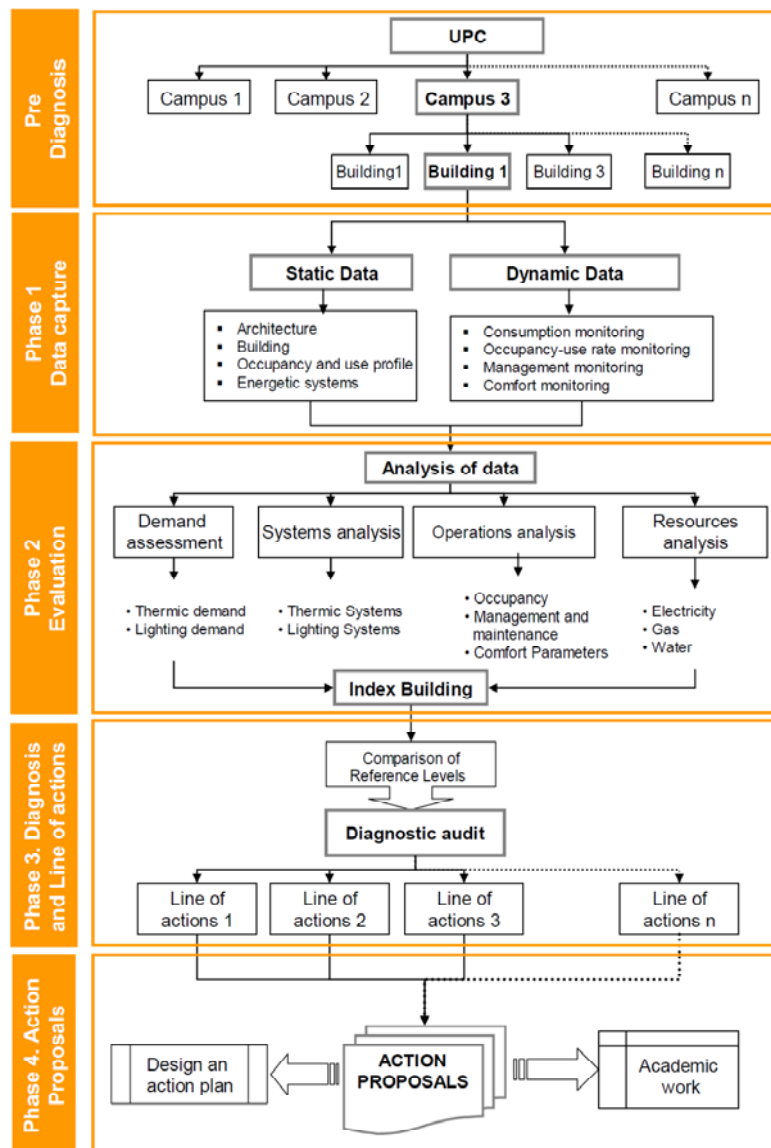 Pre
Diagnosis
UPC
Campus 1
Campus 2
Campus 3
Campus n
Building1
Building 1
Building 3
Building n
Phase 1
Data capture
Static Data
Dynamic Data
▪ Architecture
▪ Building
▪ Occupancy and use profile
▪ Energetic systems
▪ Consumption monitoring
▪ Occupancy-use rate monitoring
▪ Management monitoring
▪ Comfort monitoring
Phase 2
Evaluation
Analysis of data
Demand
assessment
Systems analysis
Operations analysis
Resources
analysis
• Thermic demand
• Lighting demand
• Thermic Systems
• Lighting Systems
• Occupancy
• Management and
maintenance
• Comfort Parameters
• Electricity
• Gas
• Water
Index Building
Phase 3. Diagnosis
and Line of actions
Comparison of
Reference Levels
Diagnostic audit
Line of
actions 1
Line of
actions 2
Line of
actions 3
Line of
actions n
Phase 4. Action
Proposals
Design an
action plan
ACTION
PROPOSALS
Academic
work